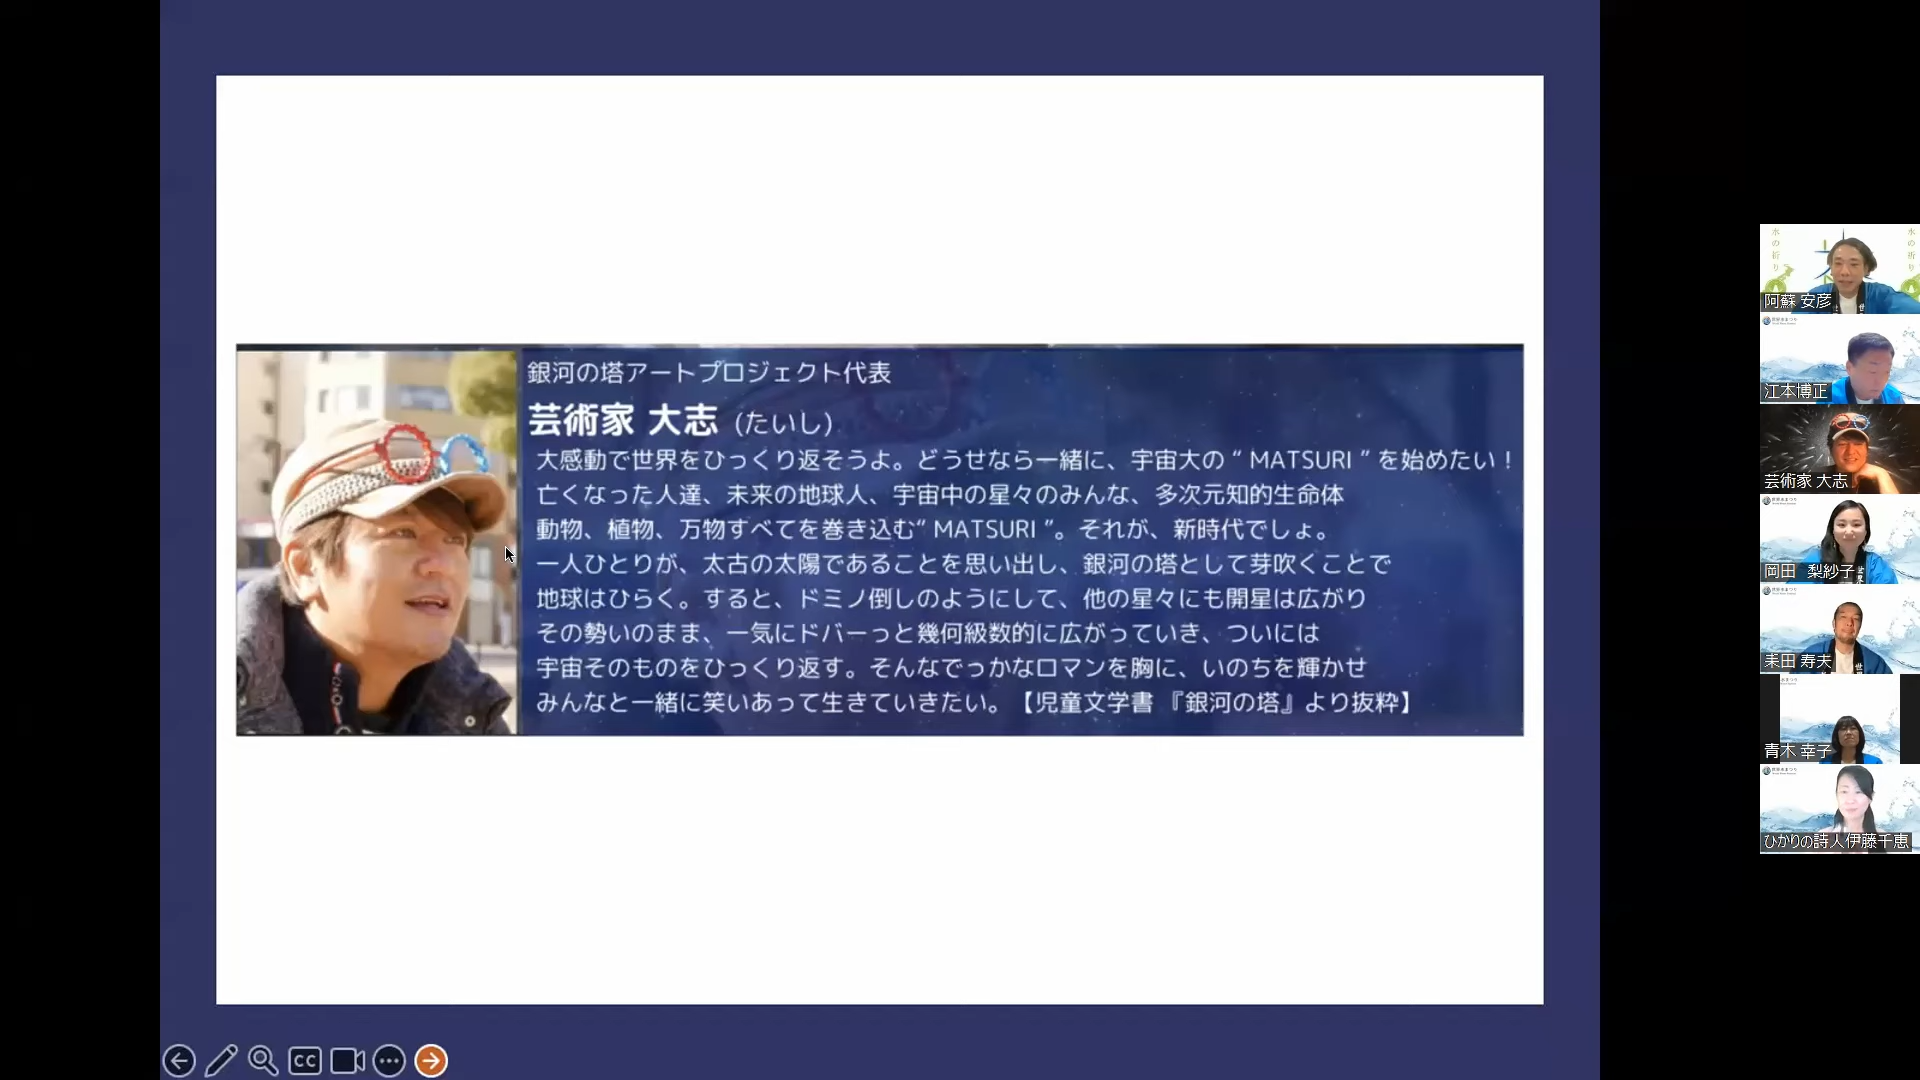 銀河の塔アートプロジェクト代表
芸術家 大志 (たいし)
大感動で世界をひっくり返そうよ。どうせなら一緒に、宇宙大の“ MATSURI ”を始めたい！
亡くなった人達、未来の地球人、宇宙中の星々のみんな、多次元知的生命体
動物、植物、万物すべてを巻き込む“ MATSURI ”。それが、新時代でしょ。
一人ひとりが、太古の太陽であることを思い出し、銀河の塔として芽吹くことで
地球はひらく。すると、ドミノ倒しのようにして、他の星々にも開星は広がり
その勢いのまま、一気にドバーっと幾何級数的に広がっていき、ついには
宇宙そのものをひっくり返す。そんなでっかなロマンを胸に、いのちを輝かせ
みんなと一緒に笑いあって生きていきたい。【児童文学書 『銀河の塔』より抜粋】
CC
水の祈り
水の祈り
阿蘇 安彦
江本博正
芸術家 大志
岡田 梨紗子
耒田 寿夫
青木 幸子
ひかりの詩人伊藤千恵